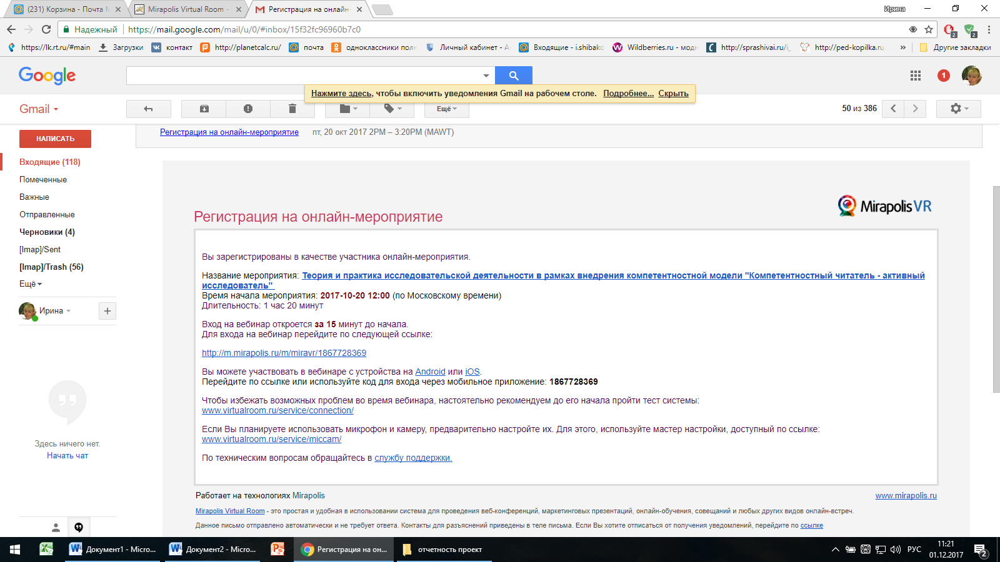 (231) Корзина - Почта
Mirapolis Virtual Room -
Регистрация на онлайн-
Ирина
Надежный
https://mail.google.com/mail/u/0/#inbox/15f32fc96960b7c0
2
2
https://lk.rt.ru/#main
Загрузки
контакт
http://planetcalc.ru/
почта
одноклассники
Личный кабинет -
Входящие - i.shibako
Wildberries.ru -
http://sprashivai.ru/i_
http://ped-kopilka.ru
»
Другие закладки
Google
1
Нажмите здесь, чтобы включить уведомления Gmail на рабочем столе. Подробнее... Скрыть
Gmail
Ещё
50 из 386
НАПИСАТЬ
Регистрация на онлайн-мероприятие
пт, 20 окт 2017 2PM – 3:20PM (MAWT)
Входящие (118)
Помеченные
Важные
Отправленные
Черновики (4)
[Imap]/Sent
[Imap]/Trash (56)
Ещё
Ирина
+
Здесь ничего нет.
Начать чат
Mirapolis VR
Регистрация на онлайн-мероприятие
Вы зарегистрированы в качестве участника онлайн-мероприятия.
Название мероприятия: Теория и практика исследовательской деятельности в рамках внедрения компетентностной модели "Компетентностный читатель - активный
исследователь"
Время начала мероприятия: 2017-10-20 12:00 (по Московскому времени)
Длительность: 1 час 20 минут
Вход на вебинар откроется за 15 минут до начала.
Для входа на вебинар перейдите по следующей ссылке:
http://m.mirapolis.ru/m/miravr/1867728369
Вы можете участвовать в вебинаре с устройства на Android или iOS.
Перейдите по ссылке или используйте код для входа через мобильное приложение: 1867728369
Чтобы избежать возможных проблем во время вебинара, настоятельно рекомендуем до его начала пройти тест системы:
www.virtualroom.ru/service/connection/
Если Вы планируете использовать микрофон и камеру, предварительно настройте их. Для этого, используйте мастер настройки, доступный по ссылке:
www.virtualroom.ru/service/miccam/
По техническим вопросам обращайтесь в службу поддержки.
Работает на технологиях Mirapolis
www.mirapolis.ru
Mirapolis Virtual Room - это простая и удобная в использовании система для проведения веб-конференций, маркетинговых презентаций, онлайн-обучения, совещаний и любых других видов онлайн-встреч.
Данное письмо отправлено автоматически и не требует ответа. Контакты для разъяснений приведены в теле письма. Если Вы хотите отписаться от получения уведомлений, перейдите по ссылке
Документ1 - Micro...
Документ2 - Micro...
Регистрация на он...
отчетность проект
РУС
11:21
01.12.2017
2